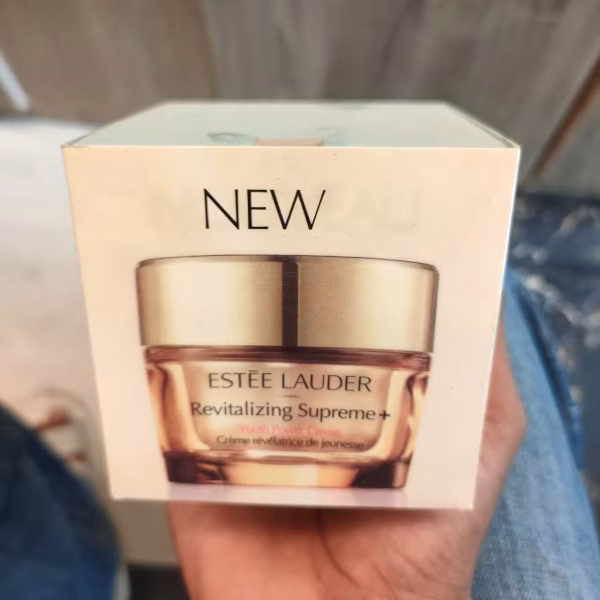 NEW
ESTĒE LAUDER
Revitalizing Supreme+
Youth Power Creme
Crème révélatrice de jeunesse